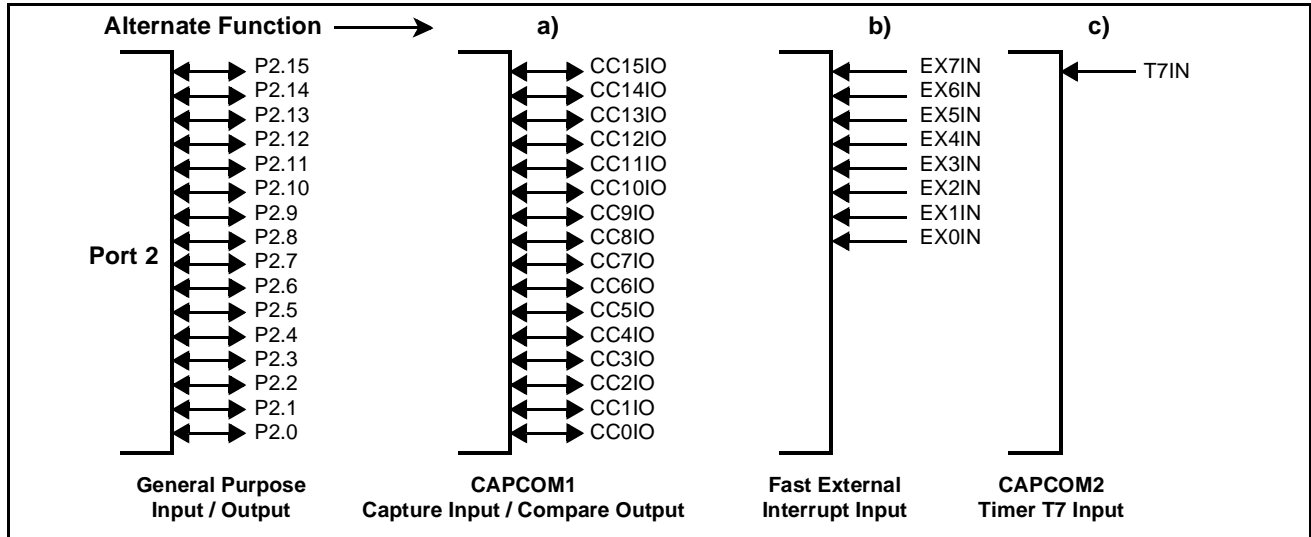 Alternate Function a) b) c)
P2.15 CC15IO EX7IN T7IN
P2.14 CC14IO EX6IN
P2.13 CC13IO EX5IN
P2.12 CC12IO EX4IN
P2.11 CC11IO EX3IN
P2.10 CC10IO EX2IN
P2.9 CC9IO EX1IN
P2.8 CC8IO EX0IN
Port 2
P2.7 CC7IO
P2.6 CC6IO
P2.5 CC5IO
P2.4 CC4IO
P2.3 CC3IO
P2.2 CC2IO
P2.1 CC1IO
P2.0 CC0IO
General Purpose CAPCOM1 Fast External CAPCOM2
Input / Output Capture Input / Compare Output Interrupt Input Timer T7 Input